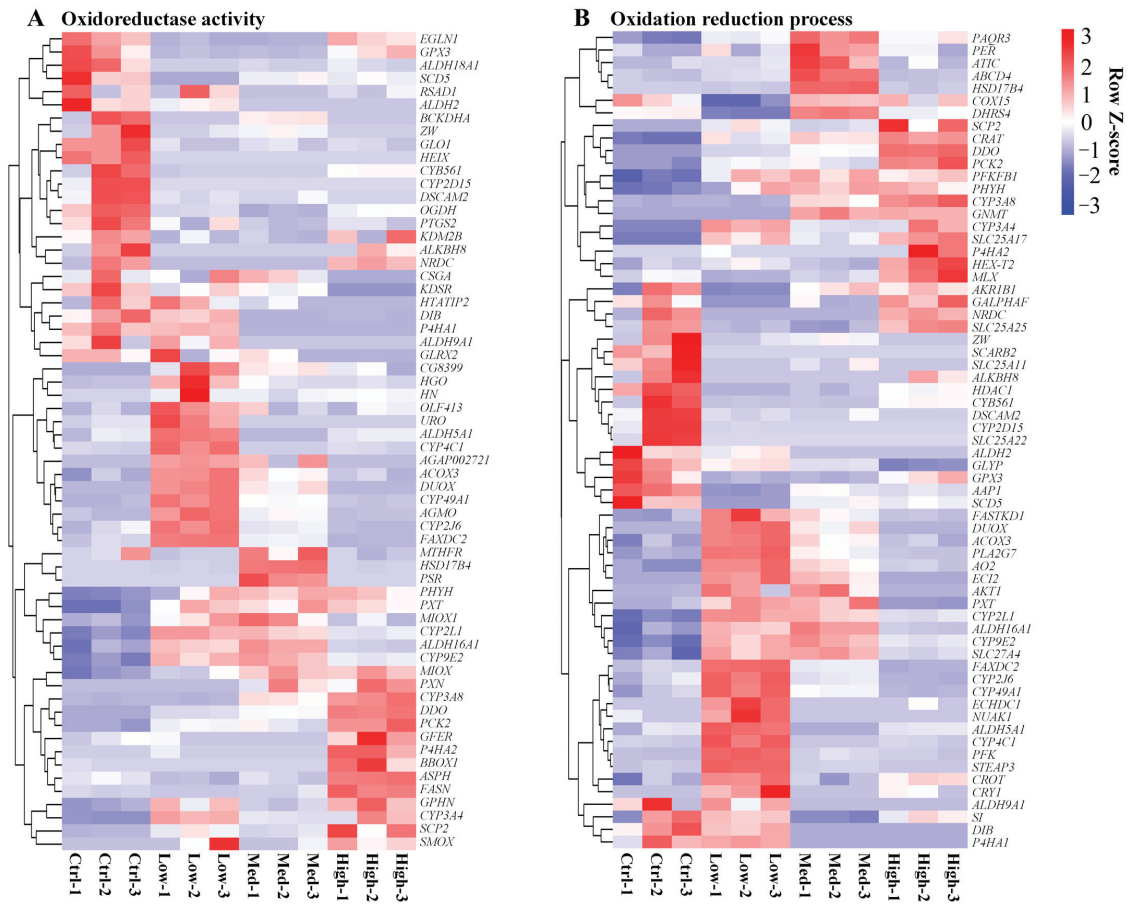 A Oxidoreductase activity
EGLN1
GPX3
ALDH18A1
SCD5
RSAD1
ALDH2
BCKDHA
ZW
GLO1
HEIX
CYB561
CYP2D15
DSCAM2
OGDH
PTGS2
KDM2B
ALKBH8
NRDC
CSGA
KDSR
HTATIP2
DIB
P4HA1
ALDH9A1
GLRX2
CG8399
HGO
HN
OLF413
URO
ALDH5A1
CYP4C1
AGAP002721
ACOX3
DUOX
CYP49A1
AGMO
CYP2J6
FAXDC2
MTHFR
HSD17B4
PSR
PHYH
PXT
MIOX1
CYP2L1
ALDH16A1
CYP9E2
MIOX
PXN
CYP3A8
DDO
PCK2
GFER
P4HA2
BBOX1
ASPH
FASN
GPHN
CYP3A4
SCP2
SMOX
Ctrl-1
Ctrl-2
Ctrl-3
Low-1
Low-2
Low-3
Med-1
Med-2
Med-3
High-1
High-2
High-3
B Oxidation reduction process
PAQR3
PER
ATIC
ABCD4
HSD17B4
COX15
DHRS4
SCP2
CRAT
DDO
PCK2
PFKFB1
PHYH
CYP3A8
GNMT
CYP3A4
SLC25A17
P4HA2
HEX-T2
MLX
AKR1B1
GALPHAF
NRDC
SLC25A25
ZW
SCARB2
SLC25A11
ALKBH8
HDAC1
CYB561
DSCAM2
CYP2D15
SLC25A22
ALDH2
GLYP
GPX3
AAP1
SCD5
FASTKD1
DUOX
ACOX3
PLA2G7
AO2
ECI2
AKT1
PXT
CYP2L1
ALDH16A1
CYP9E2
SLC27A4
FAXDC2
CYP2J6
CYP49A1
ECHDC1
NUAK1
ALDH5A1
CYP4C1
PFK
STEAP3
CROT
CRY1
ALDH9A1
SI
DIB
P4HA1
Ctrl-1
Ctrl-2
Ctrl-3
Low-1
Low-2
Low-3
Med-1
Med-2
Med-3
High-1
High-2
High-3
3
2
1
0
−1
−2
−3
Row Z-score